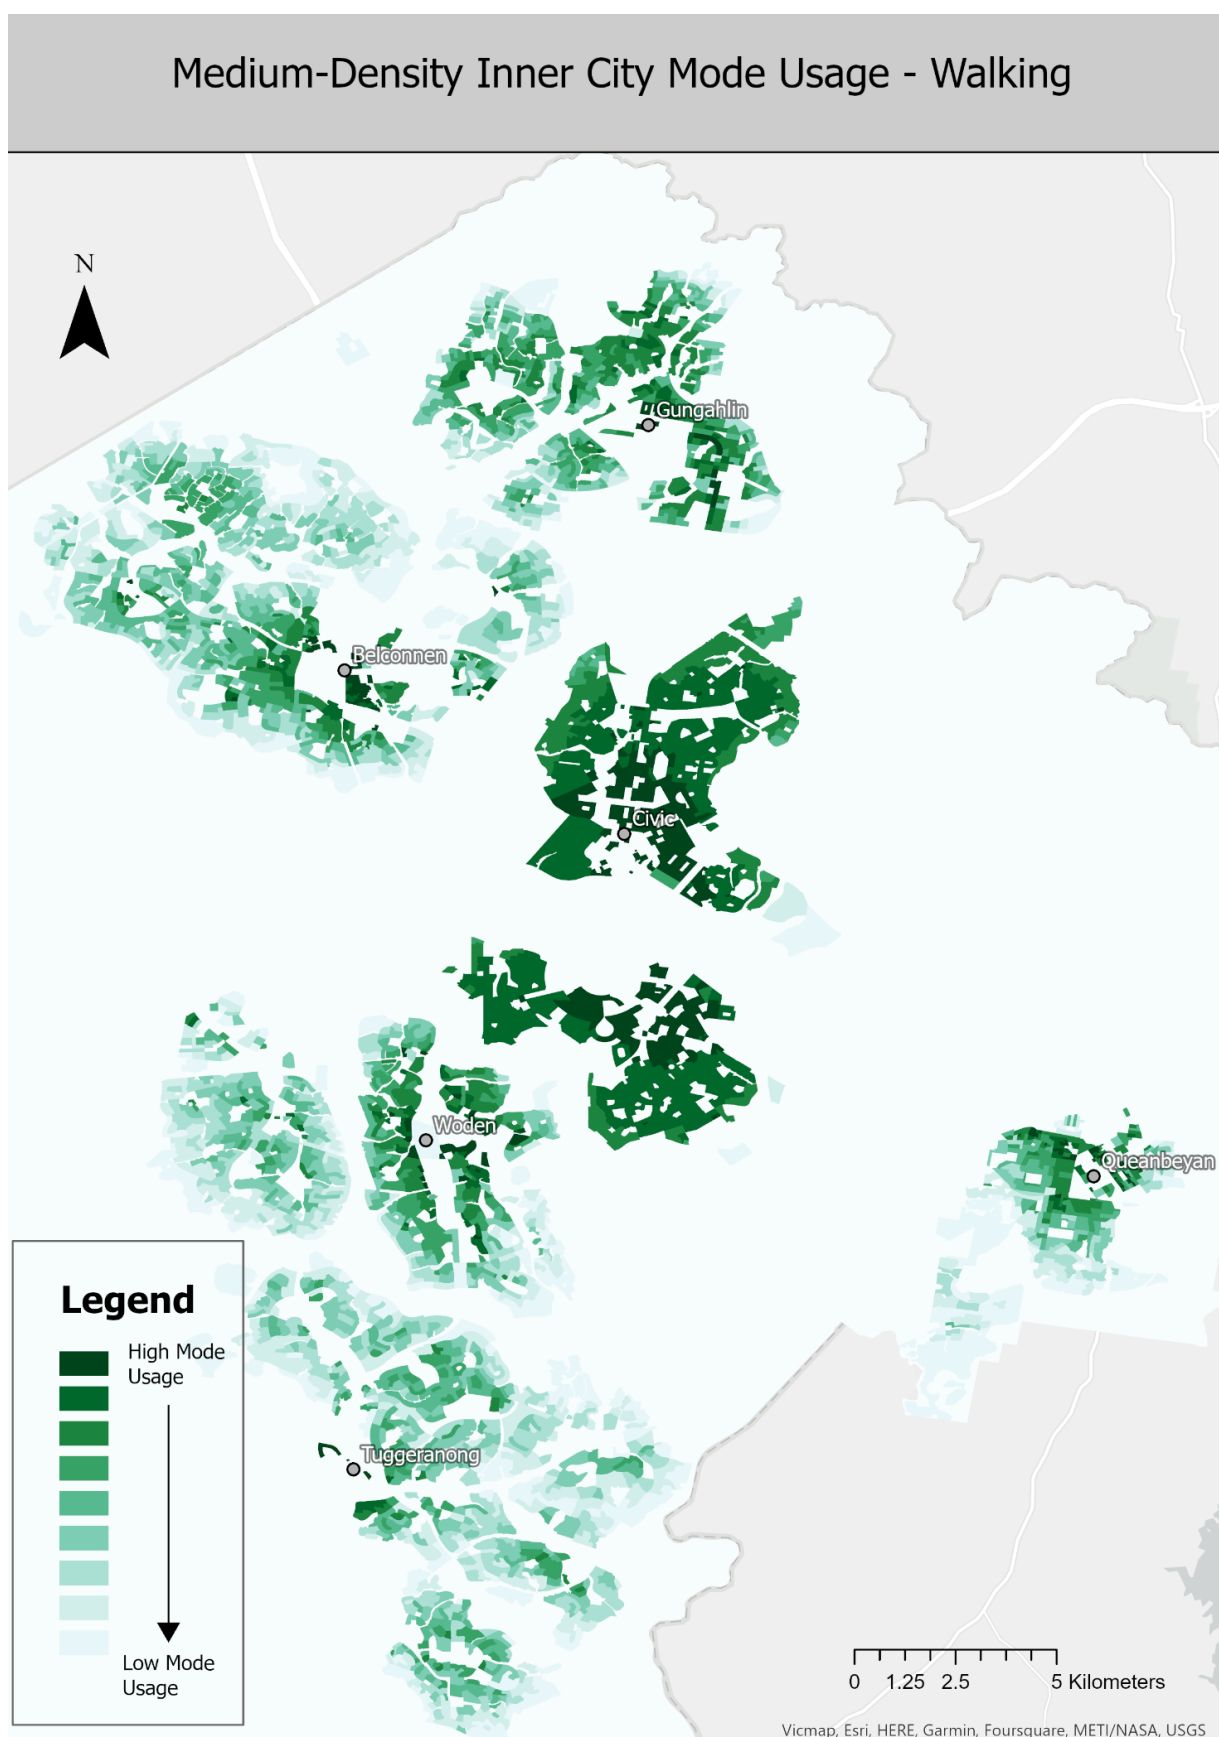 Medium-Density Inner City Mode Usage - Walking
N
Gungahlin
Belconnen
Civic
Woden
Queanbeyan
Tuggeranong
Legend
High Mode
Usage
Low Mode
Usage
0 1.25 2.5 5 Kilometers
Vicmap, Esri, HERE, Garmin, Foursquare, METI/NASA, USGS